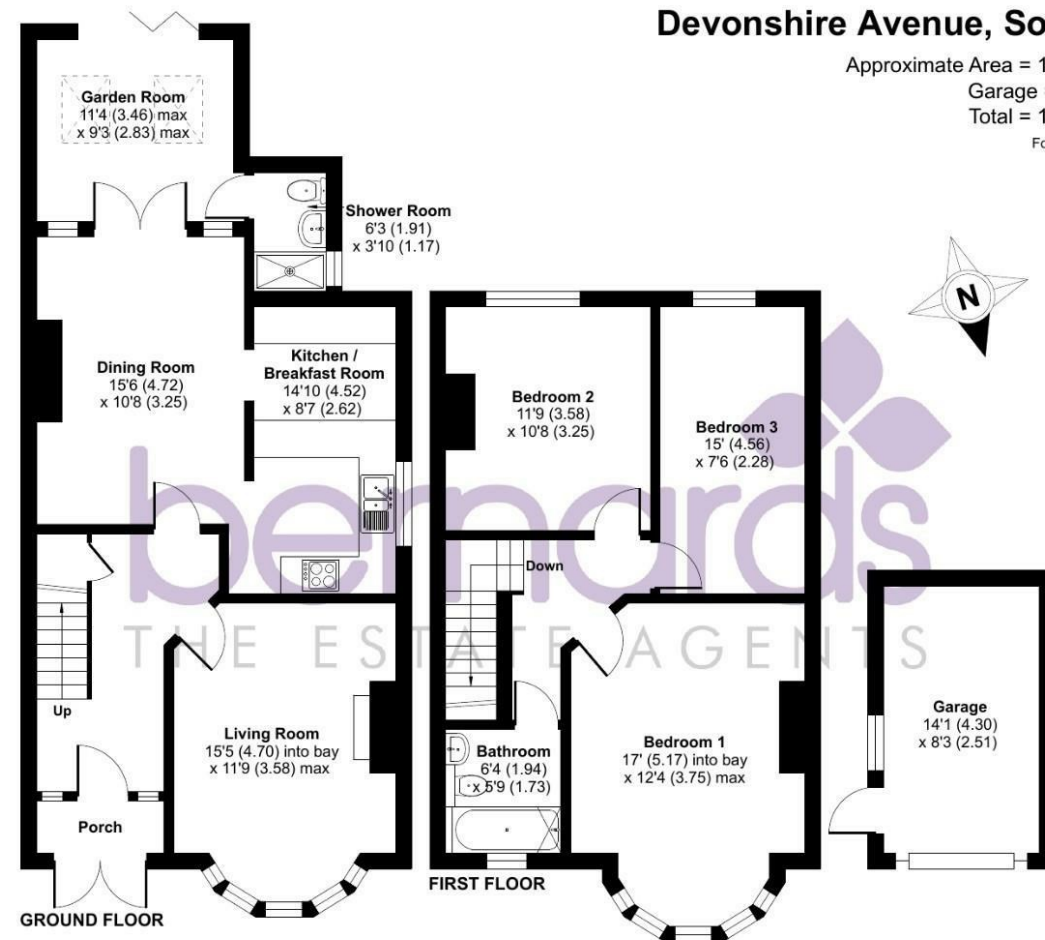 Devonshire Avenue, So
Approximate Area = 1
Garage
Total = 1
Fo
Garden Room
11'4 (3.46) max
x 9'3 (2.83) max
Shower Room
6'3 (1.91)
x 3'10 (1.17)
Dining Room
15'6 (4.72)
x 10'8 (3.25)
Kitchen /
Breakfast Room
14'10 (4.52)
x 8'7 (2.62)
Up
Living Room
15'5 (4.70) into bay
x 11'9 (3.58) max
Porch
GROUND FLOOR
Bedroom 2
11'9 (3.58)
x 10'8 (3.25)
Bedroom 3
15' (4.56)
x 7'6 (2.28)
Down
Bathroom
6'4 (1.94)
x 5'9 (1.73)
Bedroom 1
17' (5.17) into bay
x 12'4 (3.75) max
FIRST FLOOR
N
Garage
14'1 (4.30)
x 8'3 (2.51)
bernards
THE ESTATE AGENTS